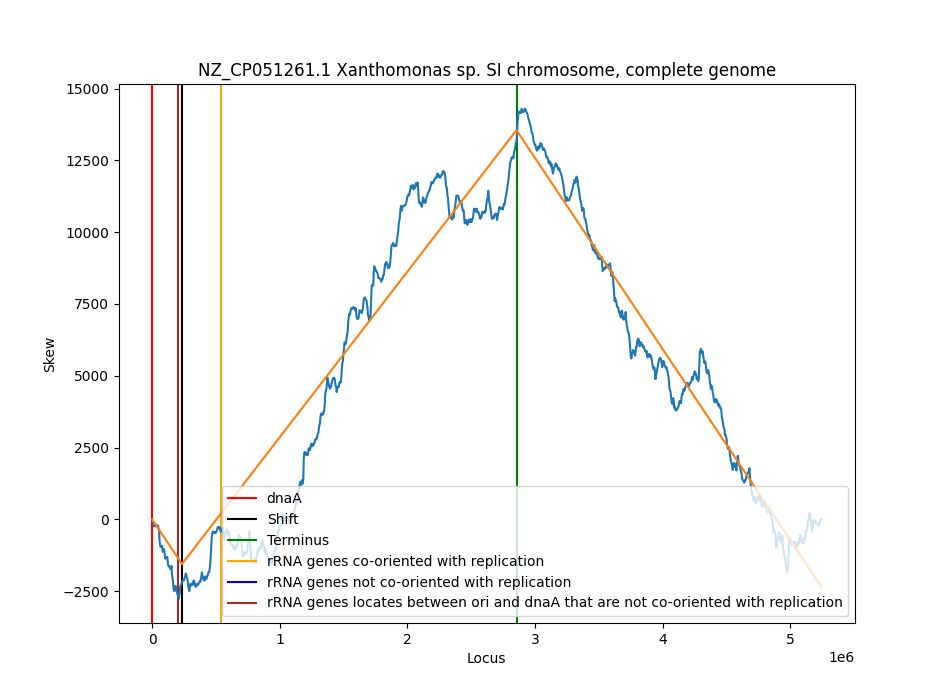 NZ_CP051261.1 Xanthomonas sp. SI chromosome, complete genome
15000
12500
10000
7500
5000
2500
0
−2500
Skew
dnaA
Shift
Terminus
rRNA genes co-oriented with replication
rRNA genes not co-oriented with replication
rRNA genes locates between ori and dnaA that are not co-oriented with replication
0 1 2 3 4 5
1e6
Locus